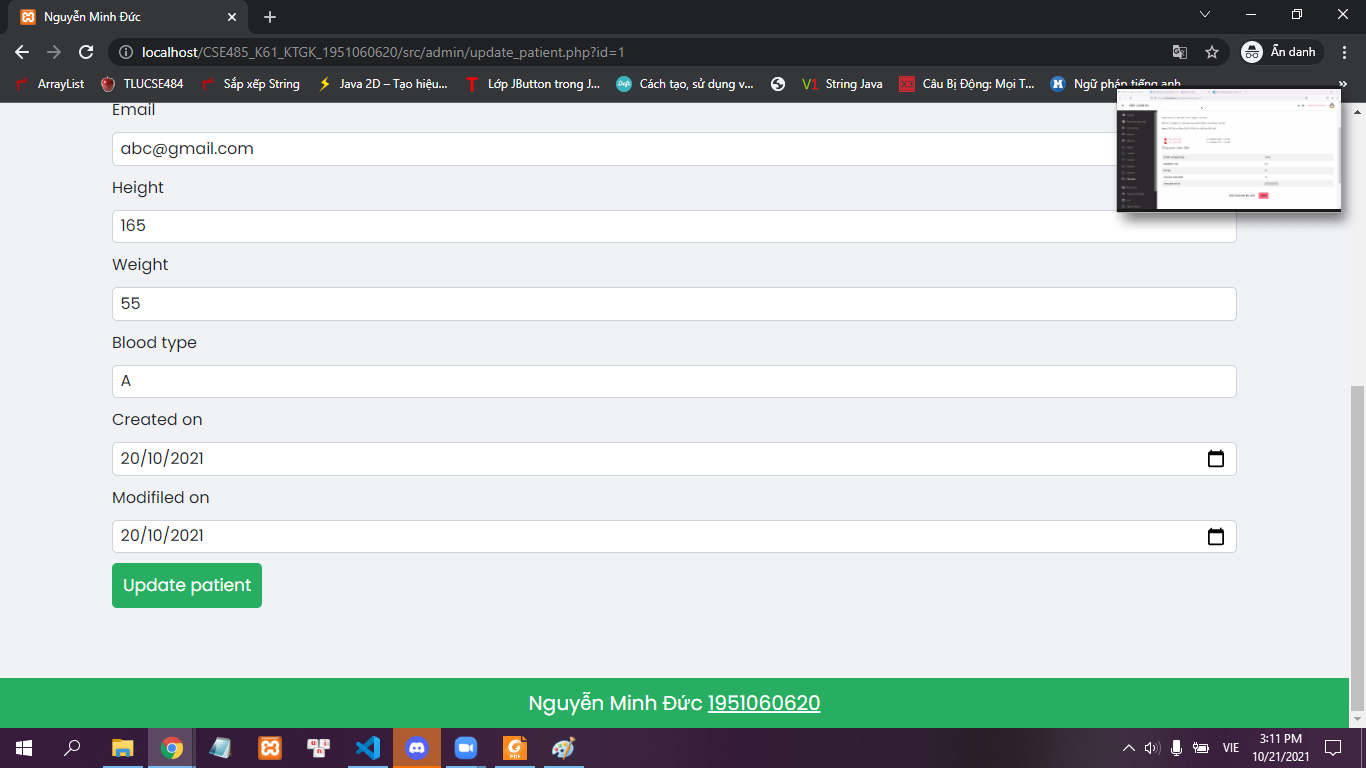 Nguyễn Minh Đức
localhost/CSE485_K61_KTGK_1951060620/src/admin/update_patient.php?id=1
Ẩn danh
ArrayList
TLUCSE484
Sắp xếp String
Java 2D – Tạo hiệu...
Lớp JButton trong J...
Cách tạo, sử dụng v...
V1 String Java
Câu Bị Động: Mọi T...
Ngữ pháp tiếng anh
Email
abc@gmail.com
Height
165
Weight
55
Blood type
A
Created on
20/10/2021
Modifiled on
20/10/2021
Update patient
Nguyễn Minh Đức 1951060620
VIE
3:11 PM
10/21/2021